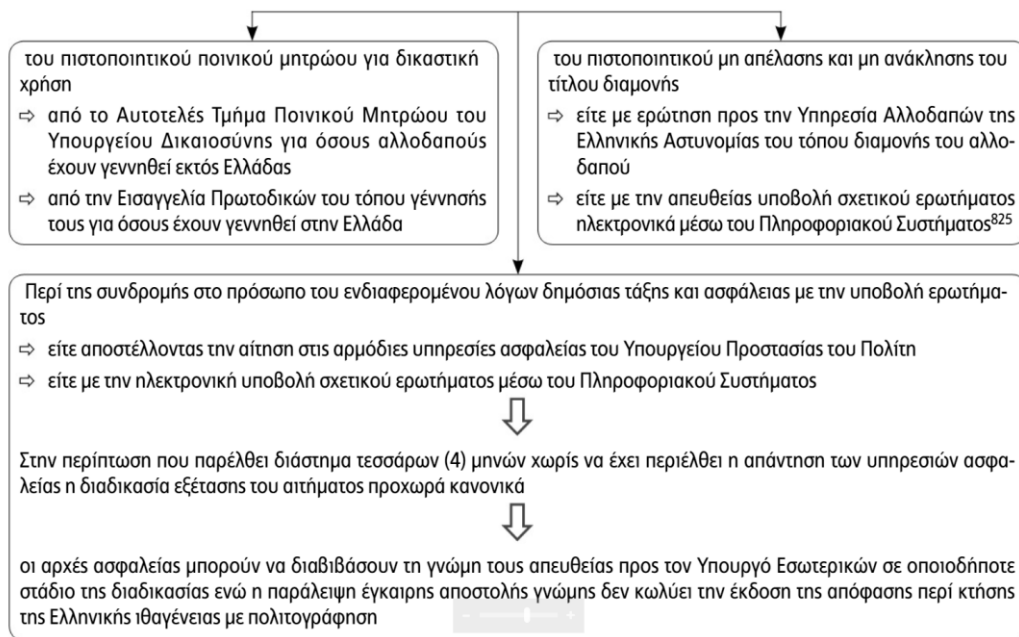 του πιστοποιητικού ποινικού μητρώου για δικαστική
χρήση
⇨ από το Αυτοτελές Τμήμα Ποινικού Μητρώου του
Υπουργείου Δικαιοσύνης για όσους αλλοδαπούς
έχουν γεννηθεί εκτός Ελλάδας
⇨ από την Εισαγγελία Πρωτοδικών του τόπου γέννησής
τους για όσους έχουν γεννηθεί στην Ελλάδα
του πιστοποιητικού μη απέλασης και μη ανάκλησης του
τίτλου διαμονής
⇨ είτε με ερώτηση προς την Υπηρεσία Αλλοδαπών της
Ελληνικής Αστυνομίας του τόπου διαμονής του αλλο-
δαπού
⇨ είτε με την απευθείας υποβολή σχετικού ερωτήματος
ηλεκτρονικά μέσω του Πληροφοριακού Συστήματος825
Περί της συνδρομής στο πρόσωπο του ενδιαφερομένου λόγων δημόσιας τάξης και ασφάλειας με την υποβολή ερωτήμα-
τος
⇨ είτε αποστέλλοντας την αίτηση στις αρμόδιες υπηρεσίες ασφαλείας του Υπουργείου Προστασίας του Πολίτη
⇨ είτε με την ηλεκτρονική υποβολή σχετικού ερωτήματος μέσω του Πληροφοριακού Συστήματος
Στην περίπτωση που παρέλθει διάστημα τεσσάρων (4) μηνών χωρίς να έχει περιέλθει η απάντηση των υπηρεσιών ασφα-
λείας η διαδικασία εξέτασης του αιτήματος προχωρά κανονικά
οι αρχές ασφαλείας μπορούν να διαβιβάσουν τη γνώμη τους απευθείας προς τον Υπουργό Εσωτερικών σε οποιοδήποτε
στάδιο της διαδικασίας ενώ η παράλειψη έγκαιρης αποστολής γνώμης δεν κωλύει την έκδοση της απόφασης περί κτήσης
της Ελληνικής ιθαγένειας με πολιτογράφηση